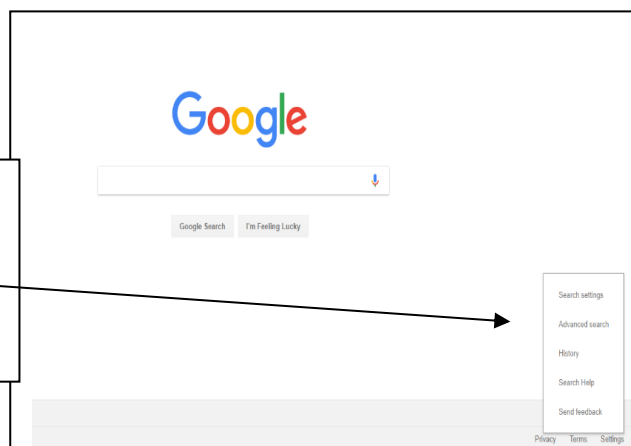 Google
Google Search I'm Feeling Lucky
Search settings
Advanced search
History
Search Help
Send feedback
Privacy Terms Settings